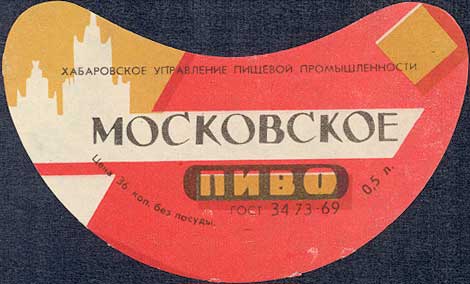 ХАБАРОВСКОЕ УПРАВЛЕНИЕ ПИЩЕВОЙ ПРОМЫШЛЕННОСТИ
МОСКОВСКОЕ
ПИВО
ГОСТ 3473-69
Цена 36 коп. без посуды.
0,5 л.